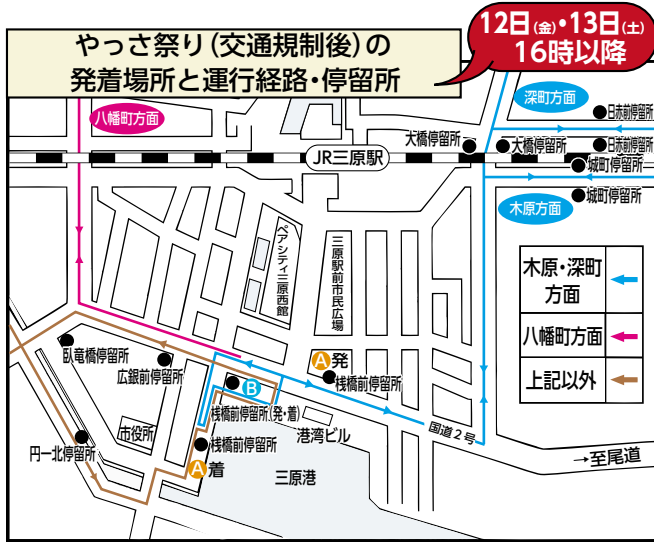 やっさ祭り(交通規制後)の
発着場所と運行経路・停留所
12日(金)・13日(土)
16時以降
八幡町方面
深町方面
日赤前停留所
大橋停留所
大橋停留所
日赤前停留所
JR三原駅
城町停留所
木原方面
城町停留所
ペアシティ三原西館
三原駅前市民広場
木原・深町
方面
八幡町方面
上記以外
臥竜橋停留所
広銀前停留所
A発
桟橋前停留所
B
桟橋前停留所(発・着)
国道2号
市役所
港湾ビル
円一北停留所
桟橋前停留所
A着
三原港
→至尾道